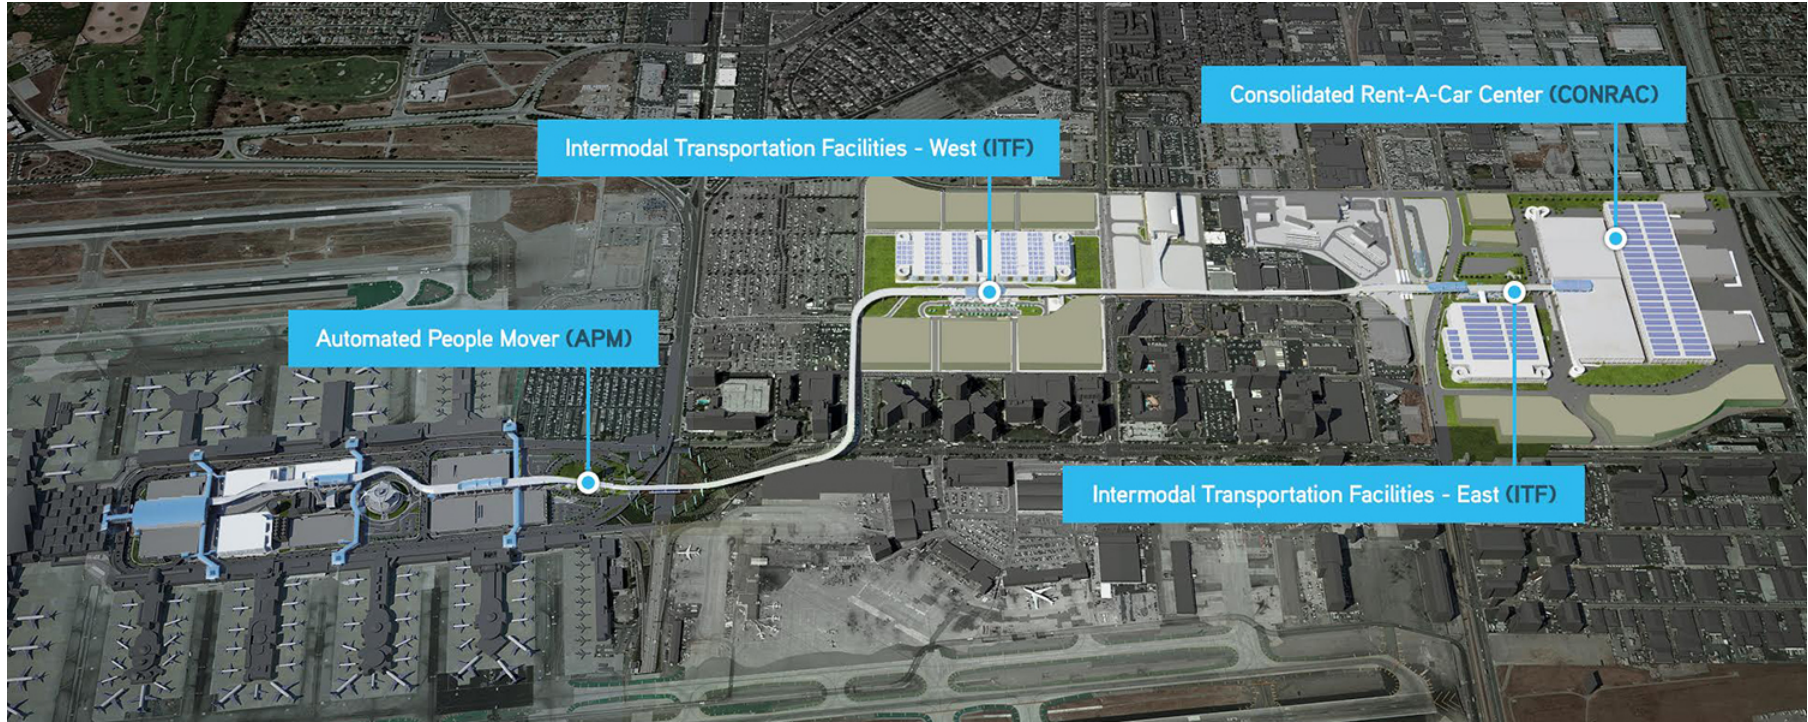 Consolidated Rent-A-Car Center (CONRAC)
Intermodal Transportation Facilities - West (ITF)
Automated People Mover (APM)
Intermodal Transportation Facilities - East (ITF)